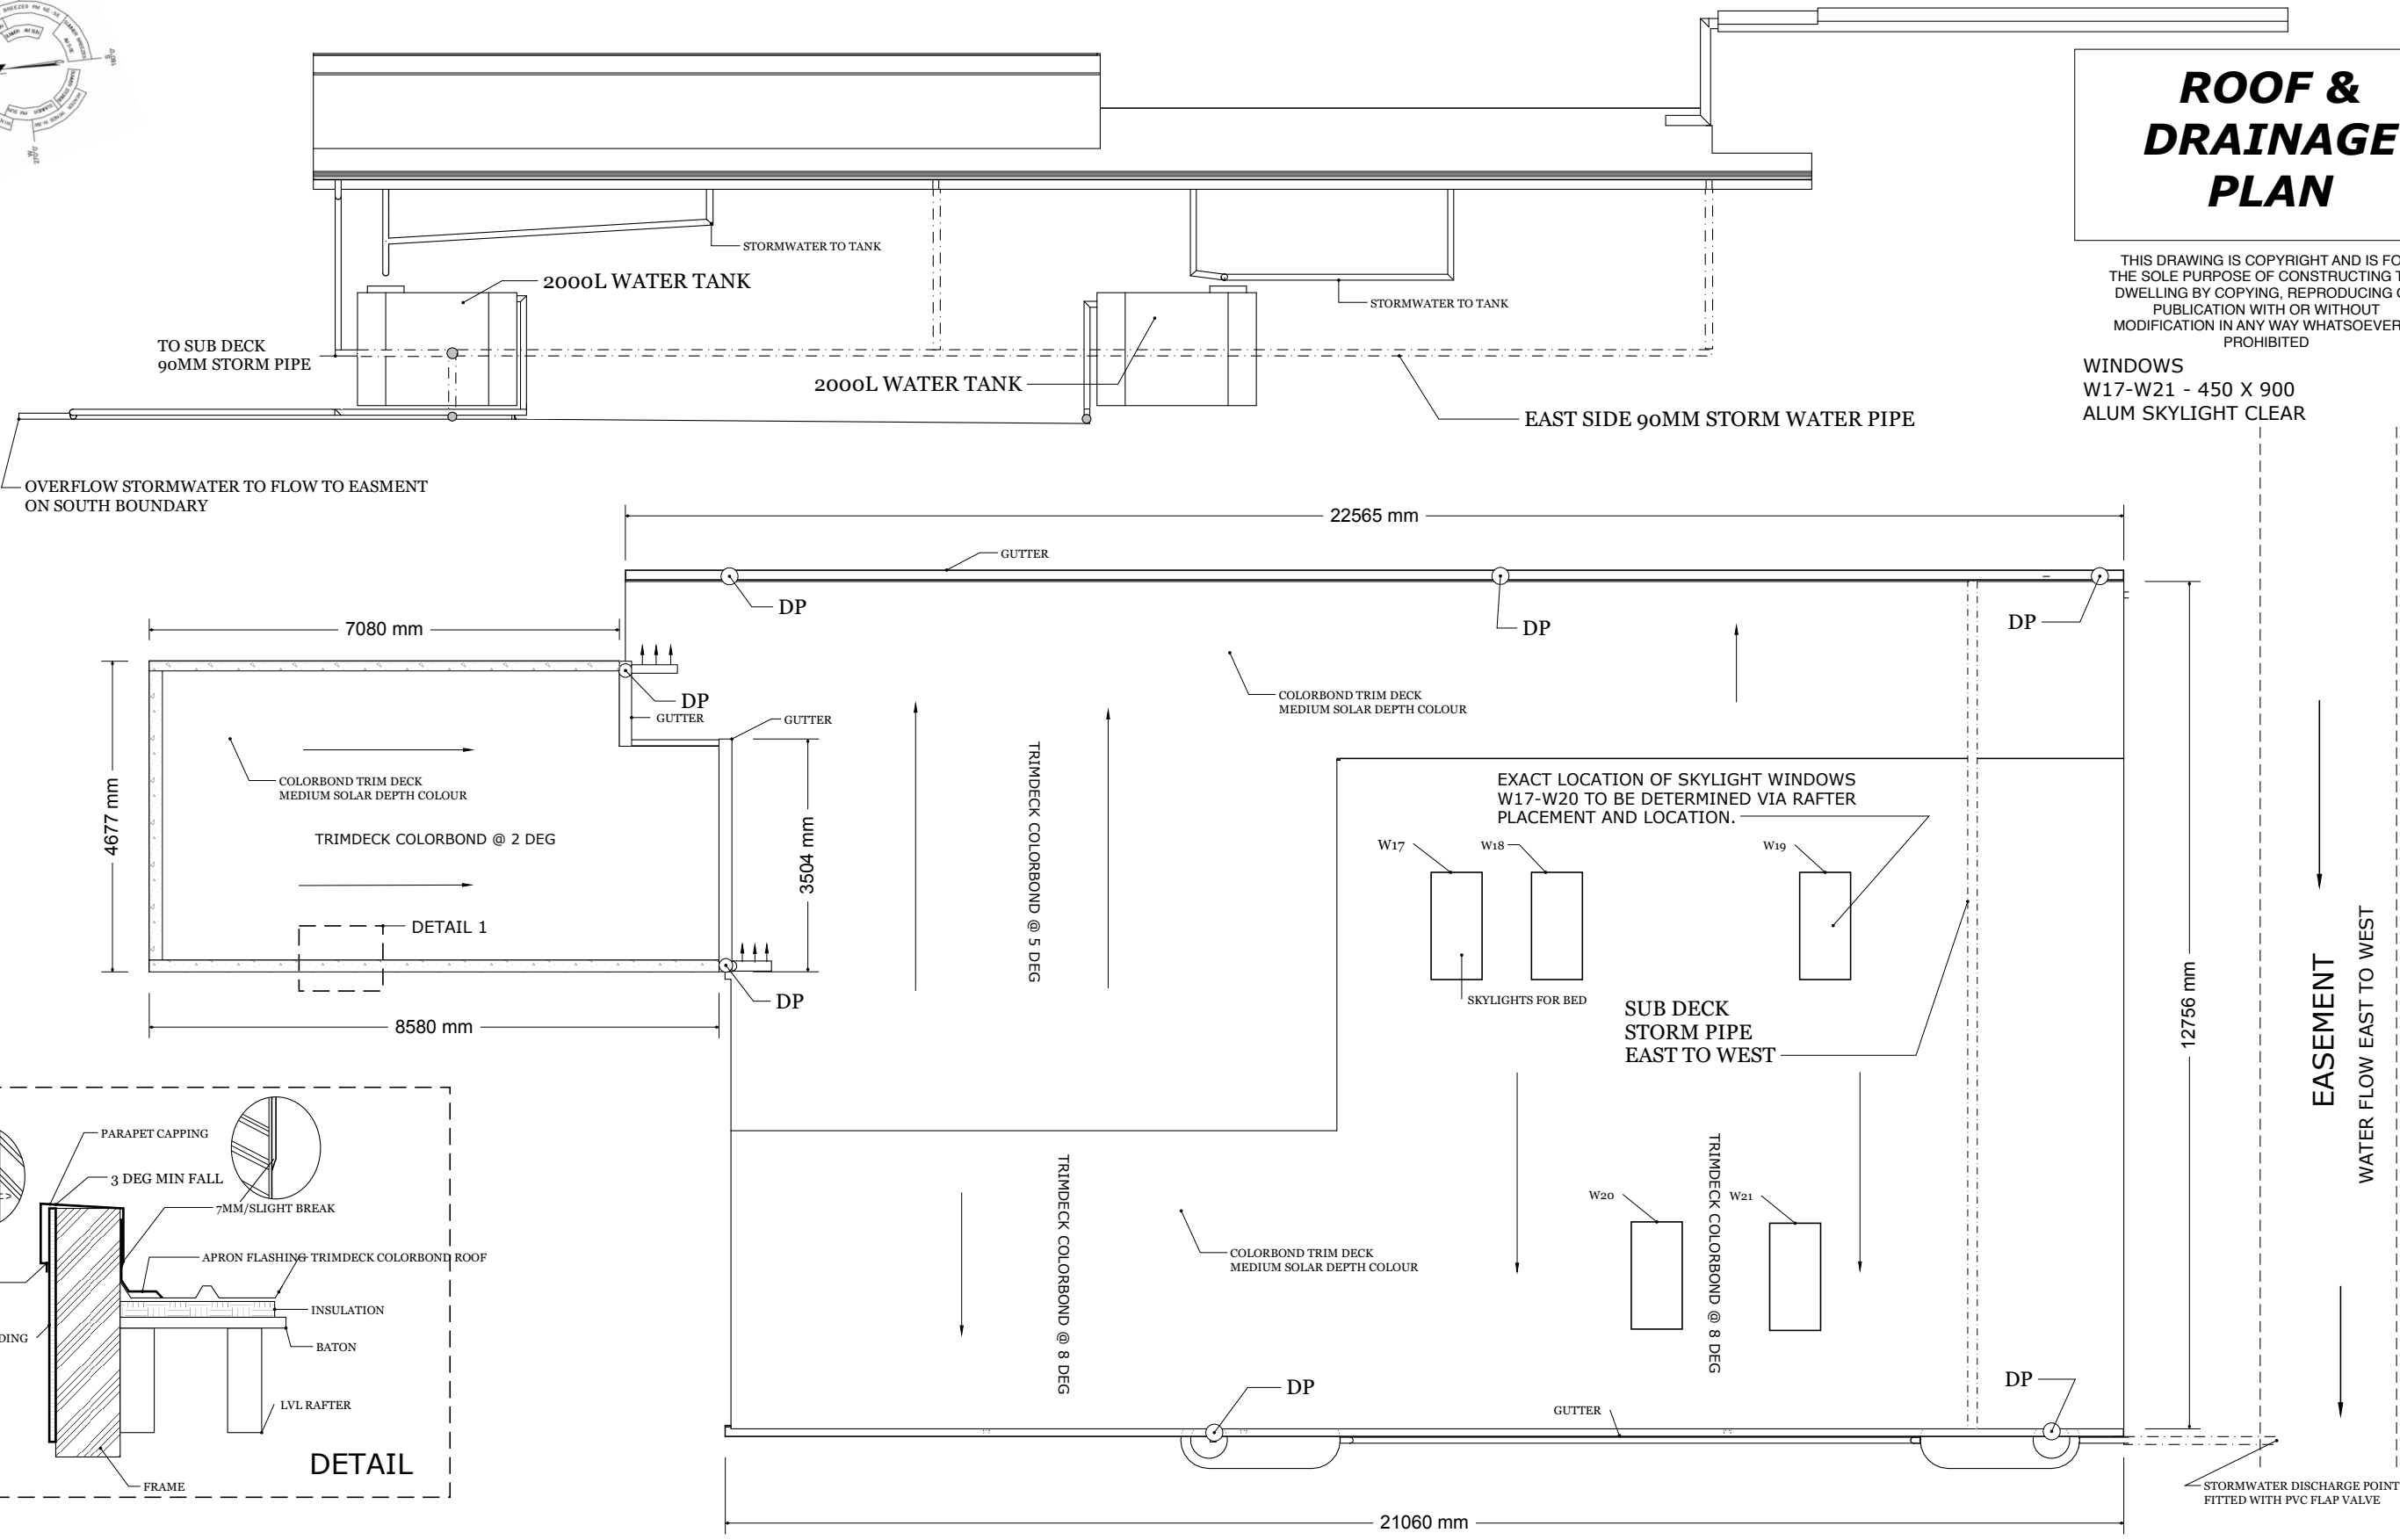 ROOF &
DRAINAGE
PLAN
THIS DRAWING IS COPYRIGHT AND IS FO
THE SOLE PURPOSE OF CONSTRUCTING T
DWELLING BY COPYING, REPRODUCING
PUBLICATION WITH OR WITHOUT
MODIFICATION IN ANY WAY WHATSOEVER
PROHIBITED
WINDOWS
W17-W21 - 450 X 900
ALUM SKYLIGHT CLEAR
STORMWATER TO TANK
2000L WATER TANK
STORMWATER TO TANK
TO SUB DECK
90MM STORM PIPE
2000L WATER TANK
EAST SIDE 90MM STORM WATER PIPE
OVERFLOW STORMWATER TO FLOW TO EASMENT
ON SOUTH BOUNDARY
22565 mm
GUTTER
DP
DP
DP
7080 mm
DP
GUTTER
GUTTER
COLORBOND TRIM DECK
MEDIUM SOLAR DEPTH COLOUR
COLORBOND TRIM DECK
MEDIUM SOLAR DEPTH COLOUR
TRIMDECK COLORBOND @ 2 DEG
4677 mm
3504 mm
TRIMDECK COLORBOND @ 5 DEG
EXACT LOCATION OF SKYLIGHT WINDOWS
W17-W20 TO BE DETERMINED VIA RAFTER
PLACEMENT AND LOCATION.
W17
W18
W19
DETAIL 1
DP
8580 mm
SKYLIGHTS FOR BED
SUB DECK
STORM PIPE
EAST TO WEST
12756 mm
EASEMENT
WATER FLOW EAST TO WEST
PARAPET CAPPING
3 DEG MIN FALL
7MM/SLIGHT BREAK
APRON FLASHING
TRIMDECK COLORBOND ROOF
INSULATION
DING
BATON
LVL RAFTER
FRAME
DETAIL
TRIMDECK COLORBOND @ 8 DEG
COLORBOND TRIM DECK
MEDIUM SOLAR DEPTH COLOUR
W20
W21
TRIMDECK COLORBOND @ 8 DEG
DP
GUTTER
DP
STORMWATER DISCHARGE POINT
FITTED WITH PVC FLAP VALVE
21060 mm